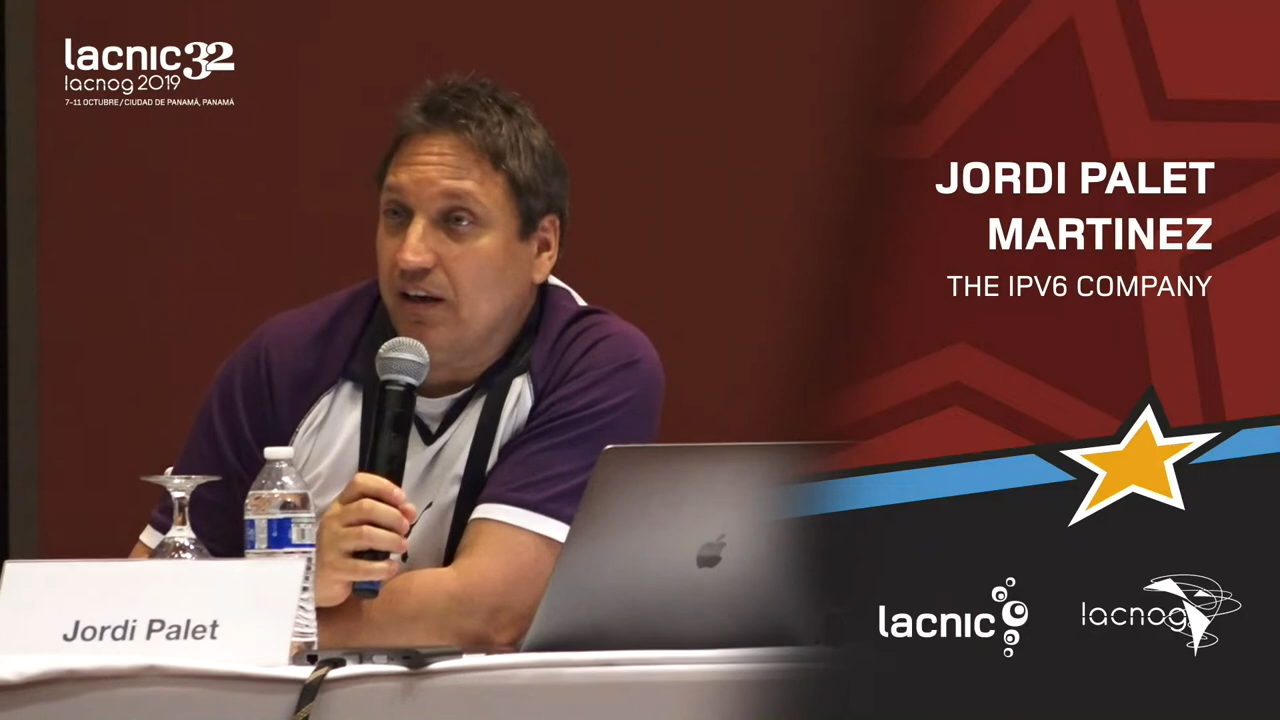 lacnic32
lacnog 2019
7-11 OCTUBRE / CIUDAD DE PANAMÁ, PANAMÁ
JORDI PALET
MARTINEZ
THE IPV6 COMPANY
Jordi Palet
lacnic
lacnog